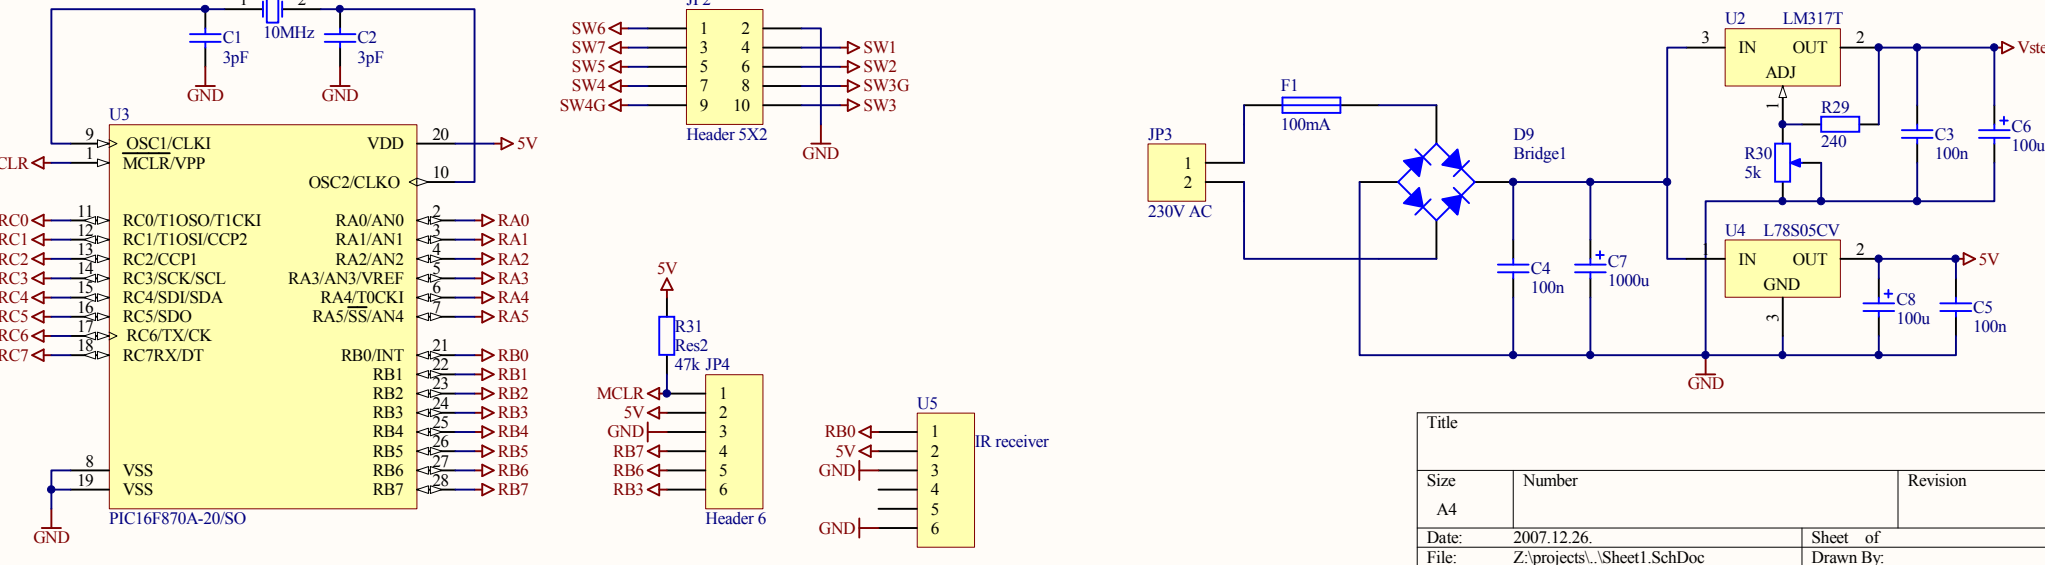 1 2
10MHz
C1
3pF
C2
3pF
GND
GND
U3
9 OSC1/CLKI
1 MCLR/VPP
VDD 20 5V
OSC2/CLKO 10
RC0 11 RC0/T1OSO/T1CKI
RC1 12 RC1/T1OSI/CCP2
RC2 13 RC2/CCP1
RC3 14 RC3/SCK/SCL
RC4 15 RC4/SDI/SDA
RC5 16 RC5/SDO
RC6 17 RC6/TX/CK
RC7 18 RC7RX/DT
RA0/AN0 2 RA0
RA1/AN1 3 RA1
RA2/AN2 4 RA2
RA3/AN3/VREF 5 RA3
RA4/T0CKI 6 RA4
RA5/SS/AN4 7 RA5
RB0/INT 21 RB0
RB1 22 RB1
RB2 23 RB2
RB3 24 RB3
RB4 25 RB4
RB5 26 RB5
RB6 27 RB6
RB7 28 RB7
8 VSS
19 VSS
GND
PIC16F870A-20/SO
JP2
SW6 1 2
SW7 3 4 SW1
SW5 5 6 SW2
SW4 7 8 SW3G
SW4G 9 10 SW3
Header 5X2
GND
5V
R31
Res2
47k
JP4
MCLR 1
5V 2
GND 3
RB7 4
RB6 5
RB3 6
Header 6
U5
IR receiver
RB0 1
5V 2
GND 3
4
5
GND 6
JP3
1
2
230V AC
F1
100mA
D9
Bridge1
C4
100n
C7
1000u
U2 LM317T
3 IN OUT 2
ADJ
1
R29
240
R30
5k
C3
100n
C6
100u
U4 L78S05CV
1 IN OUT 2 5V
GND
3
C8
100u
C5
100n
GND
Title
Size Number Revision
A4
Date: 2007.12.26. Sheet of
File: Z:\projects\..\Sheet1.SchDoc Drawn By: